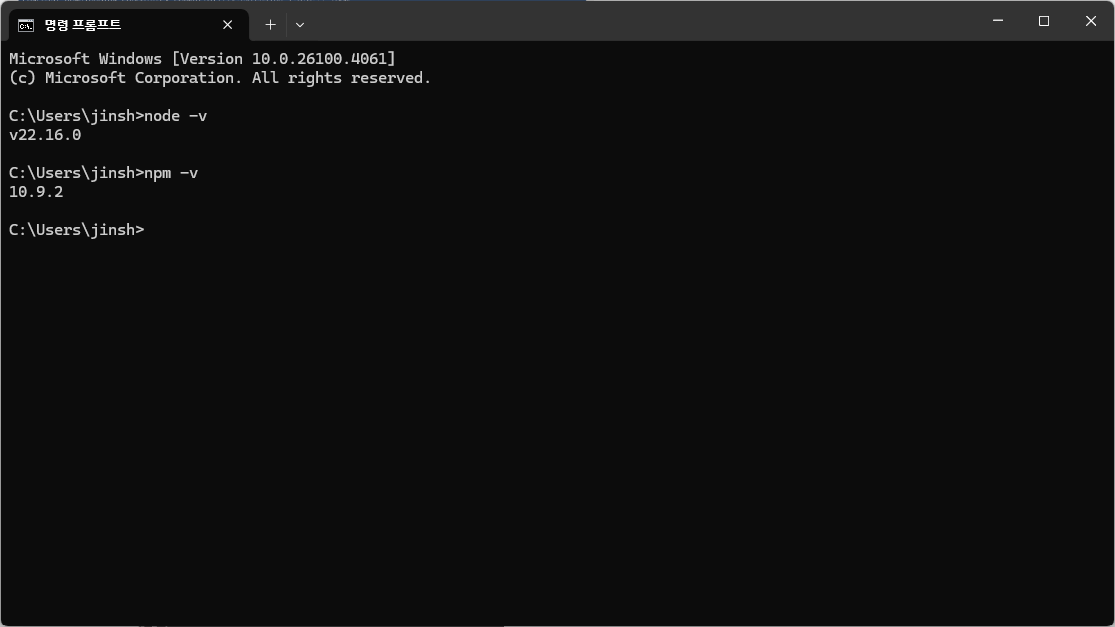 명령 프롬프트
Microsoft Windows [Version 10.0.26100.4061]
(c) Microsoft Corporation. All rights reserved.
C:\Users\jinsh>node -v
v22.16.0
C:\Users\jinsh>npm -v
10.9.2
C:\Users\jinsh>